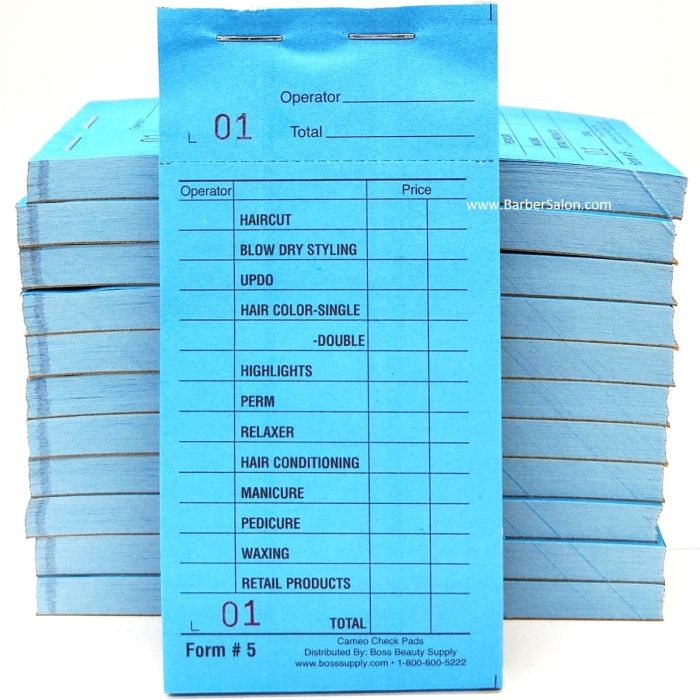 Operator
L 01 Total
Operator Price
www.BarberSalon.com
HAIRCUT
BLOW DRY STYLING
UPDO
HAIR COLOR-SINGLE
-DOUBLE
HIGHLIGHTS
PERM
RELAXER
HAIR CONDITIONING
MANICURE
PEDICURE
WAXING
RETAIL PRODUCTS
L 01 TOTAL
Form # 5
Cameo Check Pads
Distributed By: Boss Beauty Supply
www.bosssupply.com • 1-800-600-5222
01
01